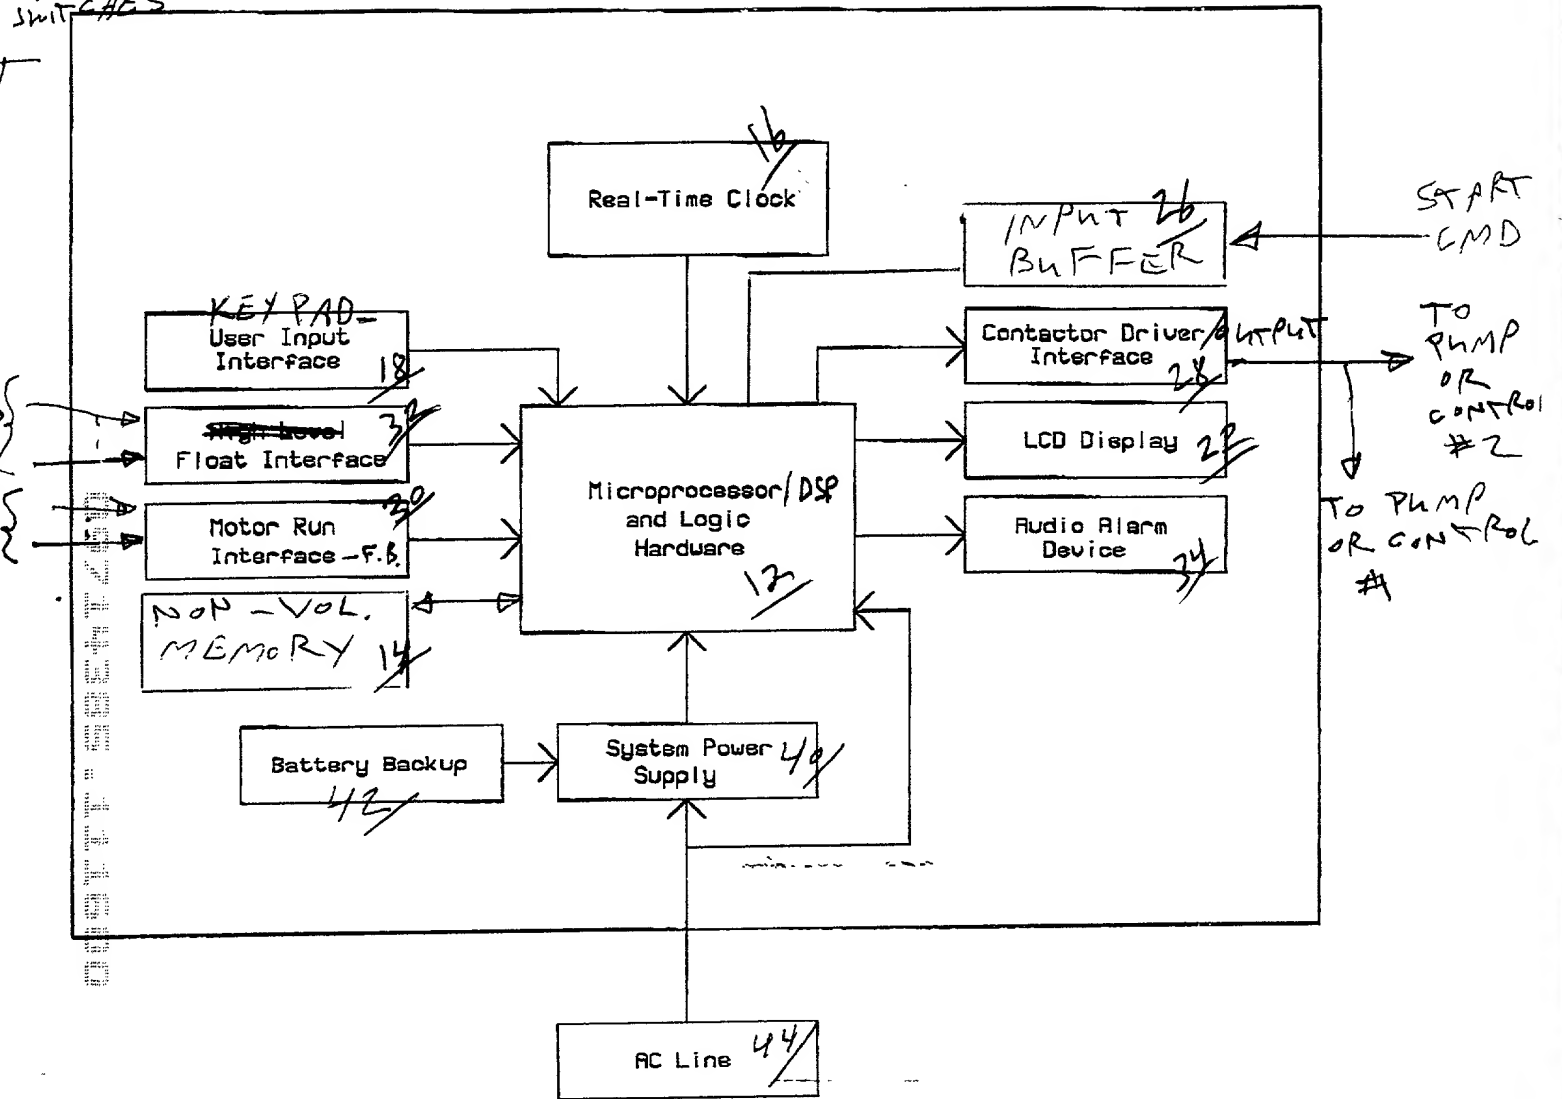 SWITCHES
16
Real-Time Clock
START
CMD
INPUT 26
BUFFER
KEYPAD
User Input
Interface
18
Contactor Driver/OUTPUT
Interface
28
TO
PUMP
OR
CONTROL
#2
High Level
Float Interface
32
LCD Display 22
Microprocessor/DSP
and Logic
Hardware
12
Motor Run
Interface-F.B.
30
Audio Alarm
Device
34
TO PUMP
OR CONTROL
#1
NON-VOL.
MEMORY 14
Battery Backup
42
System Power 40
Supply
AC Line 44